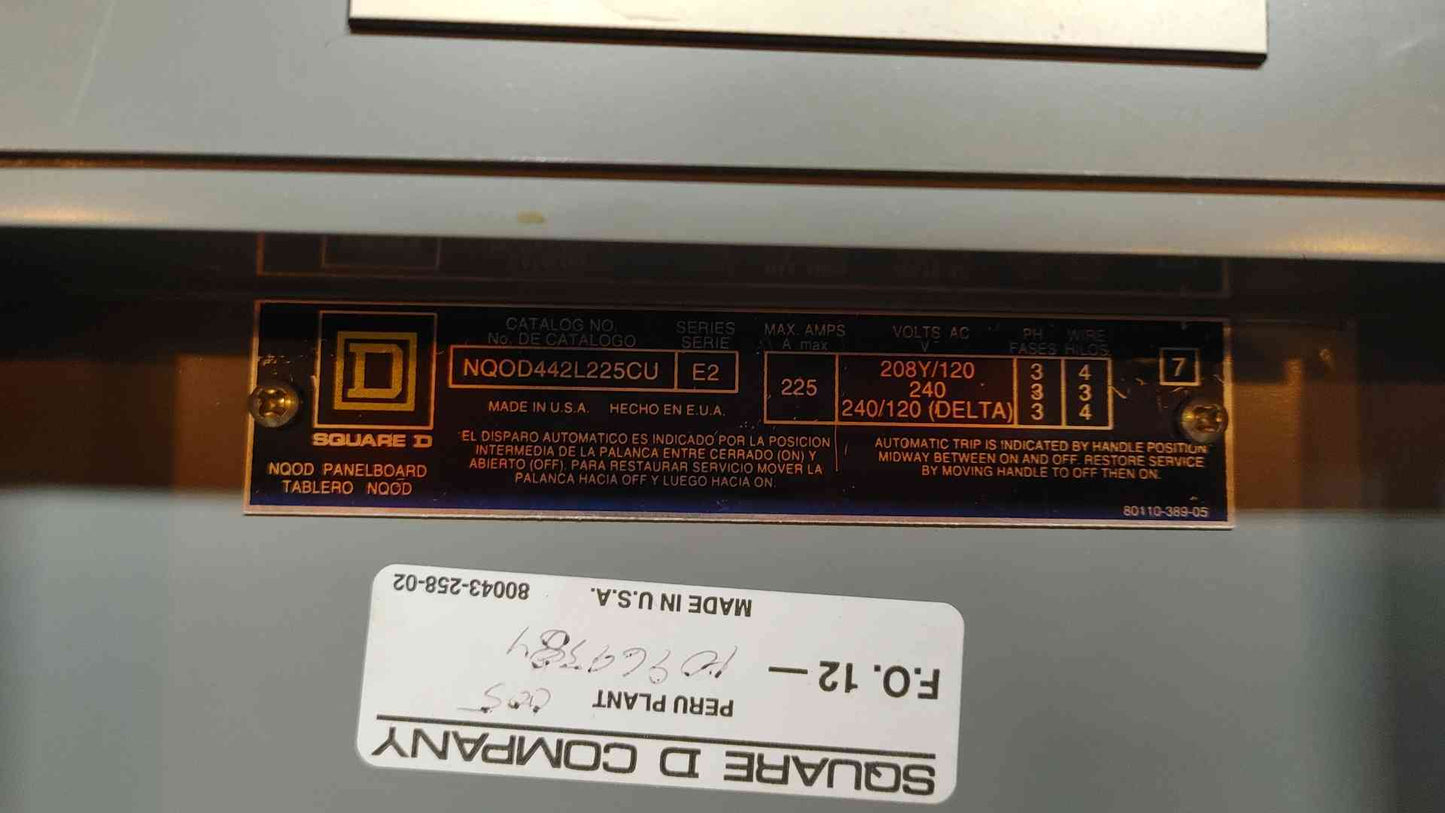 CATALOG NO.
No. DE CATALOGO
SERIES
SERIE
MAX. AMPS
A max
VOLTS AC
V
PH
FASES
WIRE
HILOS
NQOD442L225CU
E2
225
208Y/120 3 4
240 3 3
240/120 (DELTA) 3 4
7
D
SQUARE D
NQOD PANELBOARD
TABLERO NQOD
MADE IN U.S.A. HECHO EN E.U.A.
EL DISPARO AUTOMATICO ES INDICADO POR LA POSICION
INTERMEDIA DE LA PALANCA ENTRE CERRADO (ON) Y
ABIERTO (OFF). PARA RESTAURAR SERVICIO MOVER LA
PALANCA HACIA OFF Y LUEGO HACIA ON.
AUTOMATIC TRIP IS INDICATED BY HANDLE POSITION
MIDWAY BETWEEN ON AND OFF. RESTORE SERVICE
BY MOVING HANDLE TO OFF THEN ON.
80110-389-05
SQUARE D COMPANY
PERU PLANT
F.O. 12 —
MADE IN U.S.A. 80043-258-02